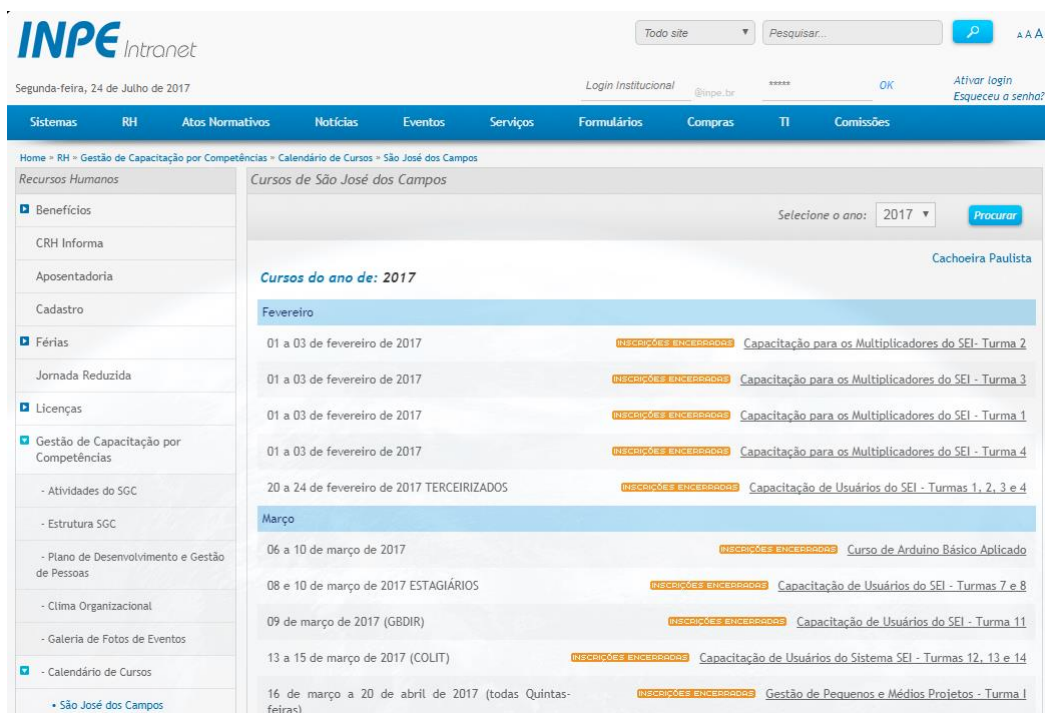 INPE Intranet
Todo site
Pesquisar...
A A A
Segunda-feira, 24 de Julho de 2017
Login Institucional
@inpe.br
*****
OK
Ativar login
Esqueceu a senha?
Sistemas RH Atos Normativos Notícias Eventos Serviços Formulários Compras TI Comissões
Home » RH » Gestão de Capacitação por Competências » Calendário de Cursos » São José dos Campos
Recursos Humanos
Benefícios
CRH Informa
Aposentadoria
Cadastro
Férias
Jornada Reduzida
Licenças
Gestão de Capacitação por
Competências
- Atividades do SGC
- Estrutura SGC
- Plano de Desenvolvimento e Gestão
de Pessoas
- Clima Organizacional
- Galeria de Fotos de Eventos
- Calendário de Cursos
• São José dos Campos
Cursos de São José dos Campos
Selecione o ano: 2017 Procurar
Cachoeira Paulista
Cursos do ano de: 2017
Fevereiro
01 a 03 de fevereiro de 2017 INSCRIÇÕES ENCERRADAS Capacitação para os Multiplicadores do SEI- Turma 2
01 a 03 de fevereiro de 2017 INSCRIÇÕES ENCERRADAS Capacitação para os Multiplicadores do SEI - Turma 3
01 a 03 de fevereiro de 2017 INSCRIÇÕES ENCERRADAS Capacitação para os Multiplicadores do SEI - Turma 1
01 a 03 de fevereiro de 2017 INSCRIÇÕES ENCERRADAS Capacitação para os Multiplicadores do SEI - Turma 4
20 a 24 de fevereiro de 2017 TERCEIRIZADOS INSCRIÇÕES ENCERRADAS Capacitação de Usuários do SEI - Turmas 1, 2, 3 e 4
Março
06 a 10 de março de 2017 INSCRIÇÕES ENCERRADAS Curso de Arduino Básico Aplicado
08 e 10 de março de 2017 ESTAGIÁRIOS INSCRIÇÕES ENCERRADAS Capacitação de Usuários do SEI - Turmas 7 e 8
09 de março de 2017 (GBDIR) INSCRIÇÕES ENCERRADAS Capacitação de Usuários do SEI - Turma 11
13 a 15 de março de 2017 (COLIT) INSCRIÇÕES ENCERRADAS Capacitação de Usuários do Sistema SEI - Turmas 12, 13 e 14
16 de março a 20 de abril de 2017 (todas Quintas- INSCRIÇÕES ENCERRADAS Gestão de Pequenos e Médios Projetos - Turma I
feiras)